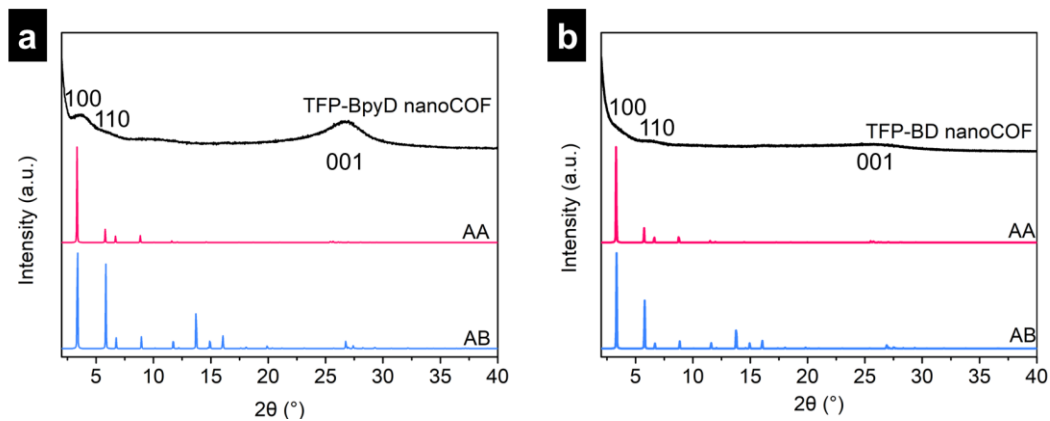 a
100
110
TFP-BpyD nanoCOF
001
AA
AB
Intensity (a.u.)
5 10 15 20 25 30 35 40
2θ (°)
b
100
110
TFP-BD nanoCOF
001
AA
AB
Intensity (a.u.)
5 10 15 20 25 30 35 40
2θ (°)